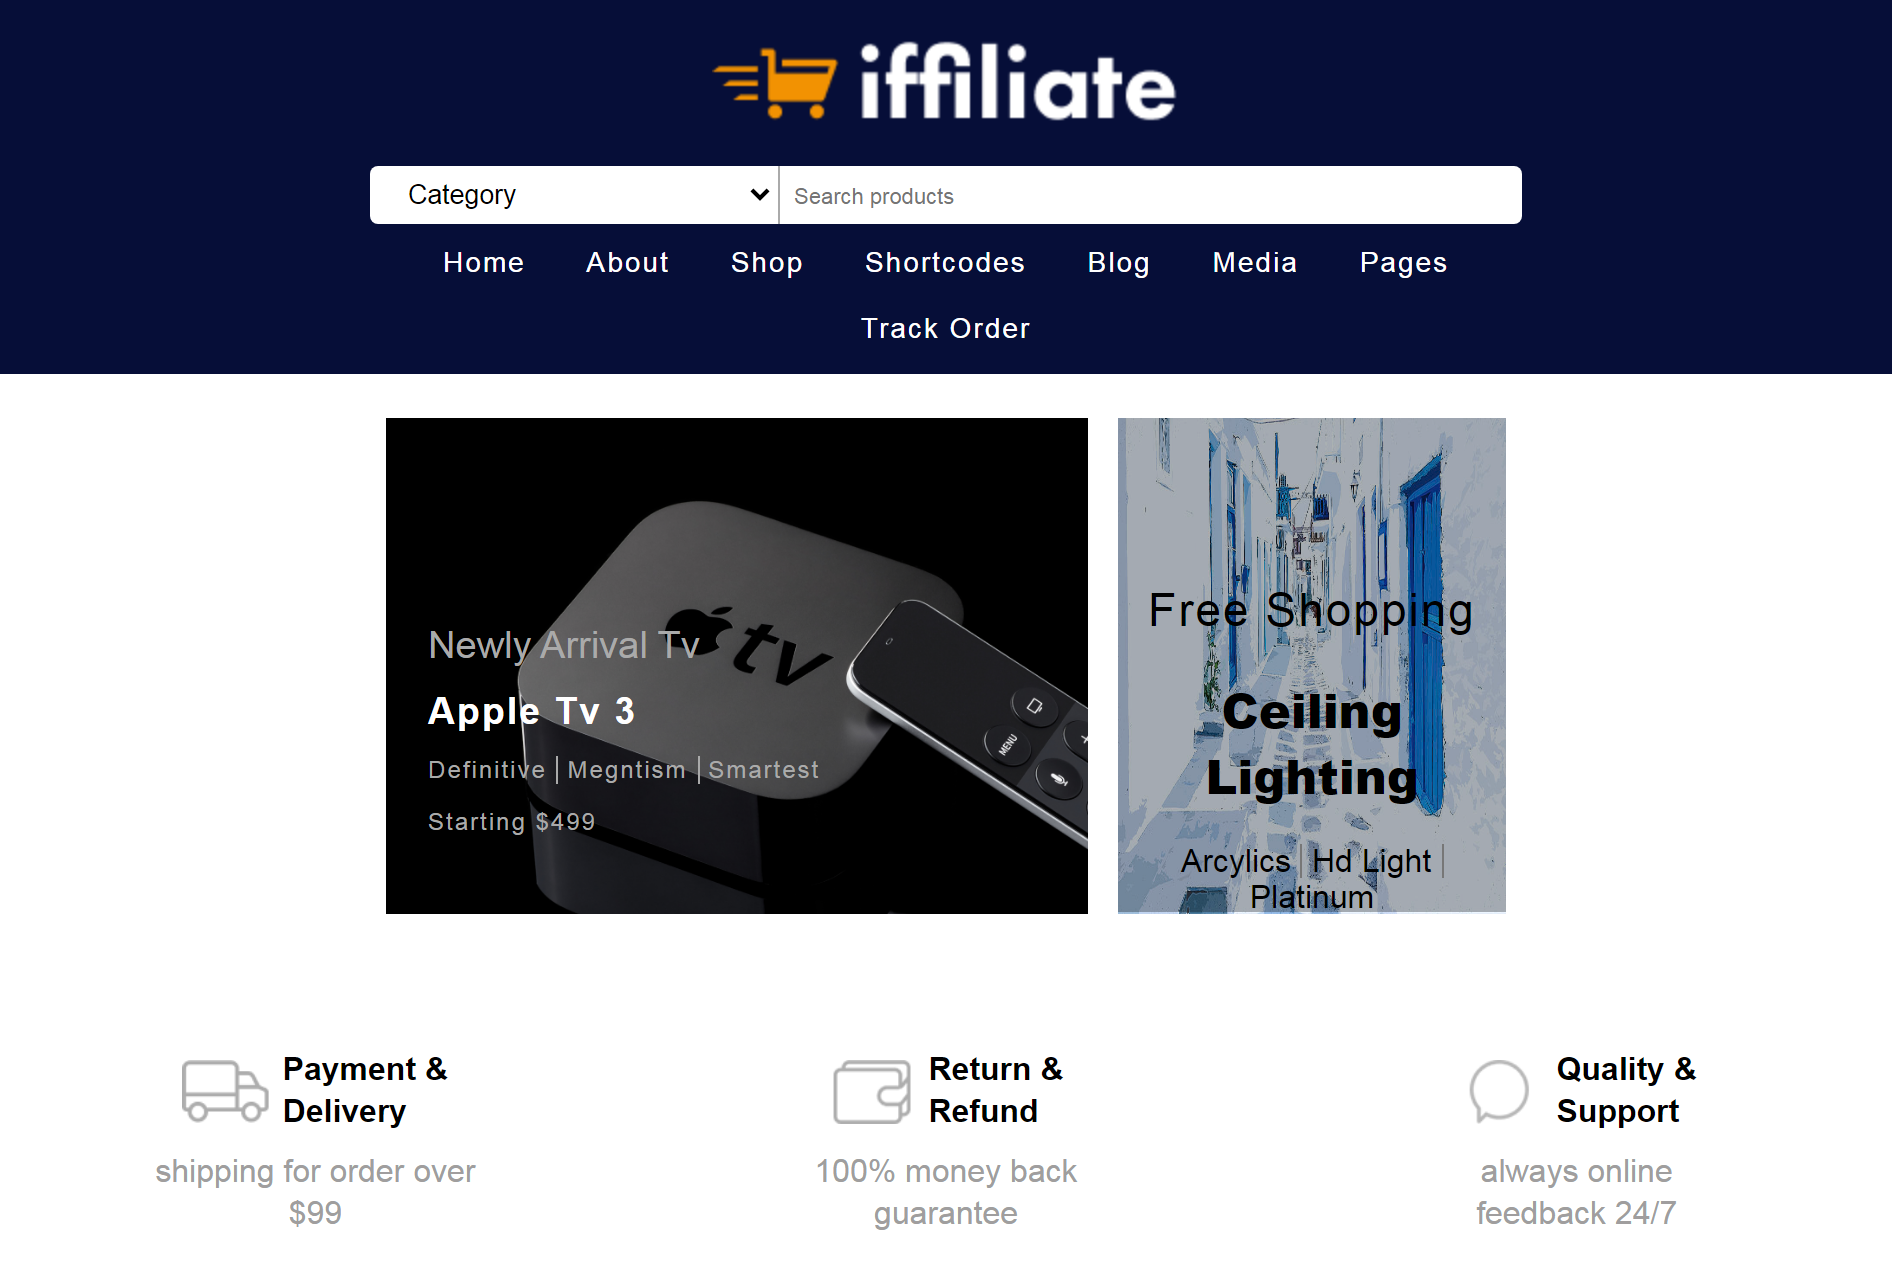 iffiliate
Category
Search products
Home About Shop Shortcodes Blog Media Pages
Track Order
tv
MENU
Newly Arrival Tv
Apple Tv 3
Definitive | Megntism | Smartest
Starting $499
Free Shopping
Ceiling
Lighting
Arcylics | Hd Light |
Platinum
Payment &
Delivery
shipping for order over
$99
Return &
Refund
100% money back
guarantee
Quality &
Support
always online
feedback 24/7